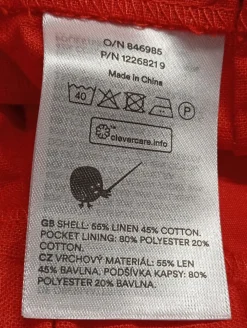 O/N 846985
P/N 12268219
Made in China
40 P
clevercare.info
GB SHELL: 55% LINEN 45% COTTON.
POCKET LINING: 80% POLYESTER 20%
COTTON.
CZ VRCHOVÝ MATERIÁL: 55% LEN
45% BAVLNA. PODŠÍVKA KAPSY: 80%
POLYESTER 20% BAVLNA.